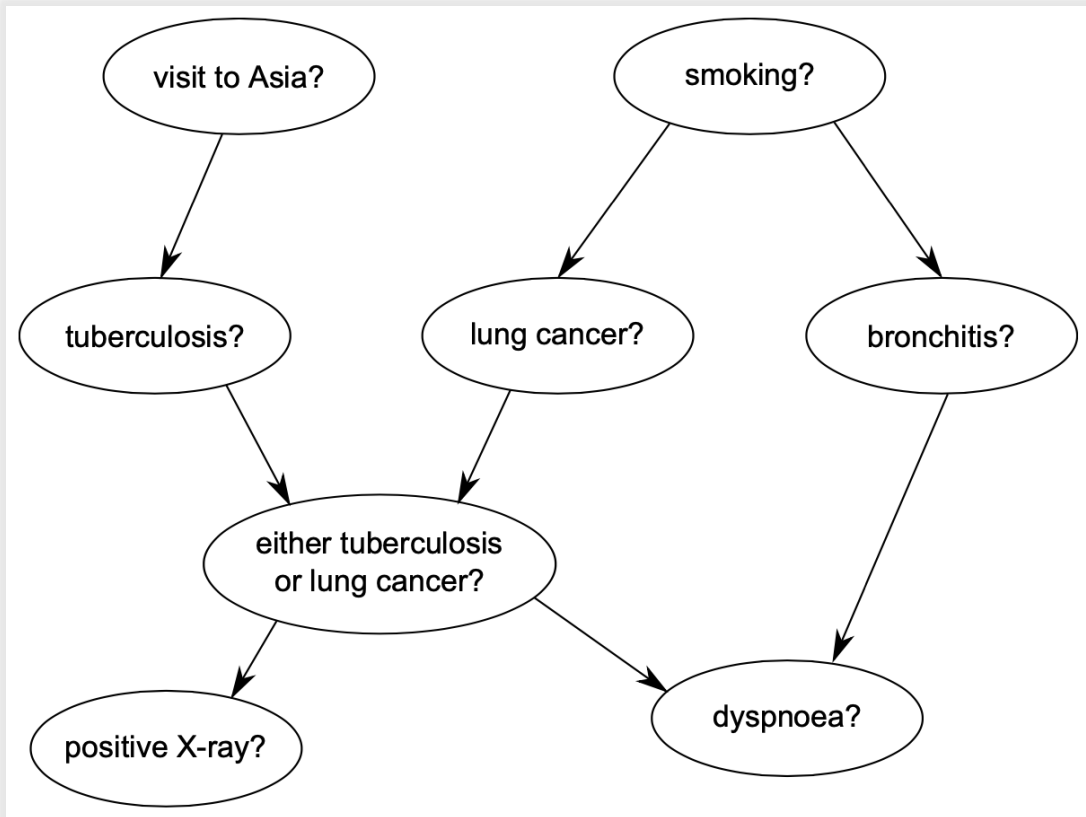 visit to Asia?
smoking?
tuberculosis?
lung cancer?
bronchitis?
either tuberculosis
or lung cancer?
positive X-ray?
dyspnoea?